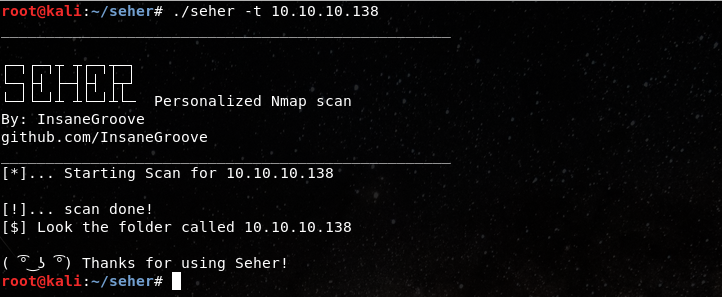 root@kali:~/seher# ./seher -t 10.10.10.138
SEHER Personalized Nmap scan
By: InsaneGroove
github.com/InsaneGroove
[*]... Starting Scan for 10.10.10.138
[!]... scan done!
[$] Look the folder called 10.10.10.138
( ͡° ͜ʖ ͡°) Thanks for using Seher!
root@kali:~/seher#